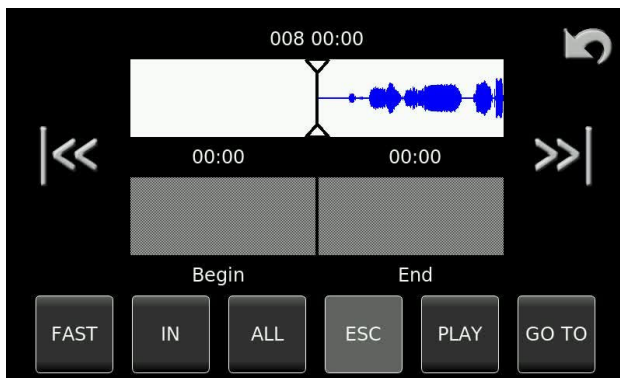 008 00:00
00:00 00:00
Begin End
FAST IN ALL ESC PLAY GO TO